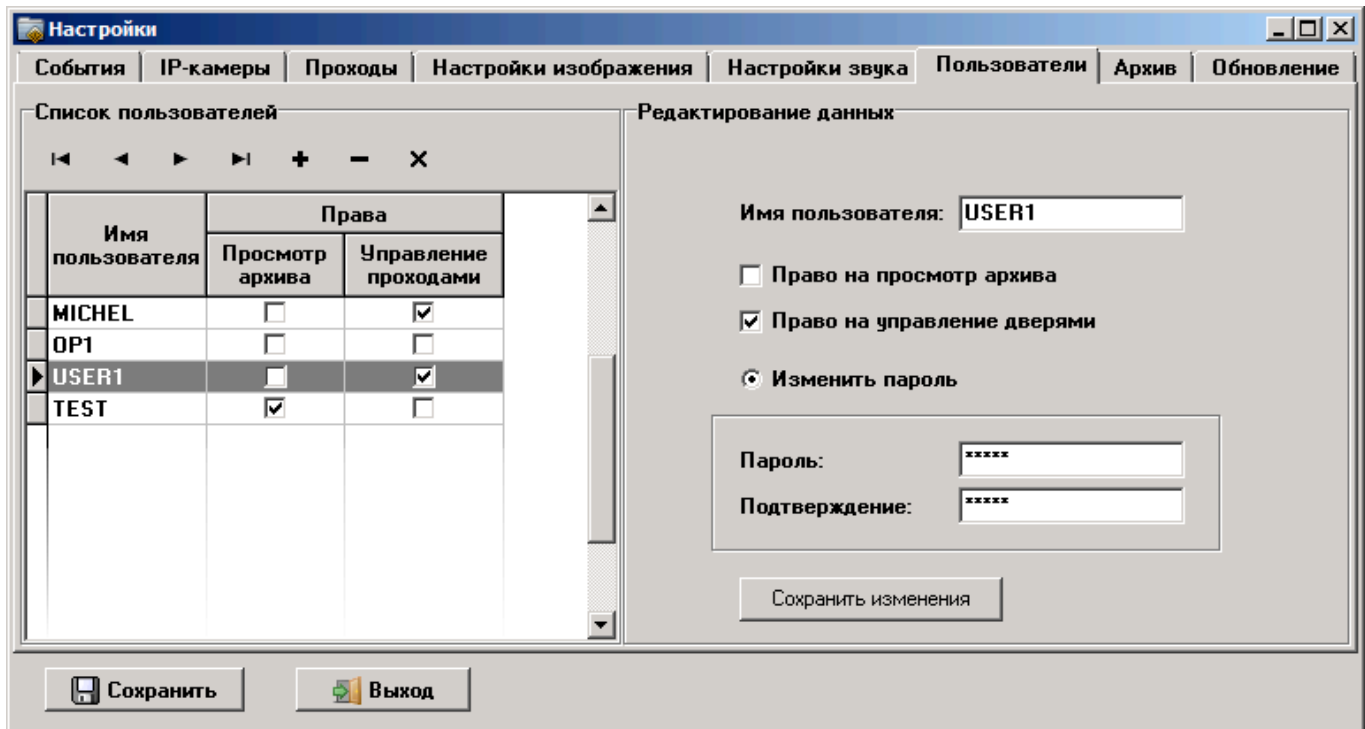 Настройки
События IP-камеры Проходы Настройки изображения Настройки звука Пользователи Архив Обновление
Список пользователей
Имя пользователя
Права
Просмотр архива
Управление проходами
MICHEL
OP1
USER1
TEST
Редактирование данных
Имя пользователя: USER1
Право на просмотр архива
Право на управление дверями
Изменить пароль
Пароль: *****
Подтверждение: *****
Сохранить изменения
Сохранить Выход